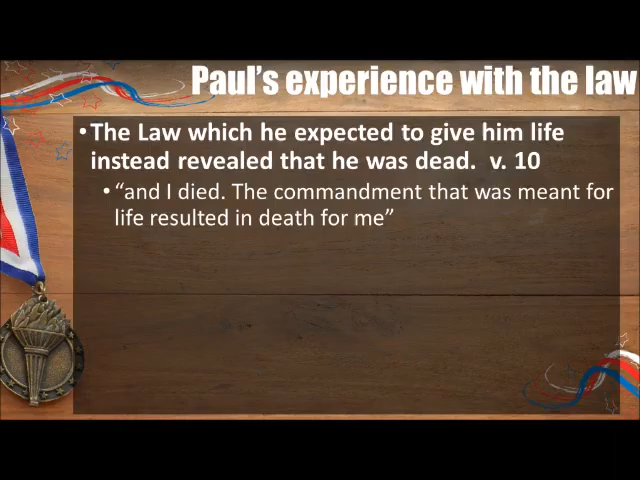 Paul's experience with the law
•The Law which he expected to give him life
instead revealed that he was dead.  v. 10
•“and I died. The commandment that was meant for
life resulted in death for me”